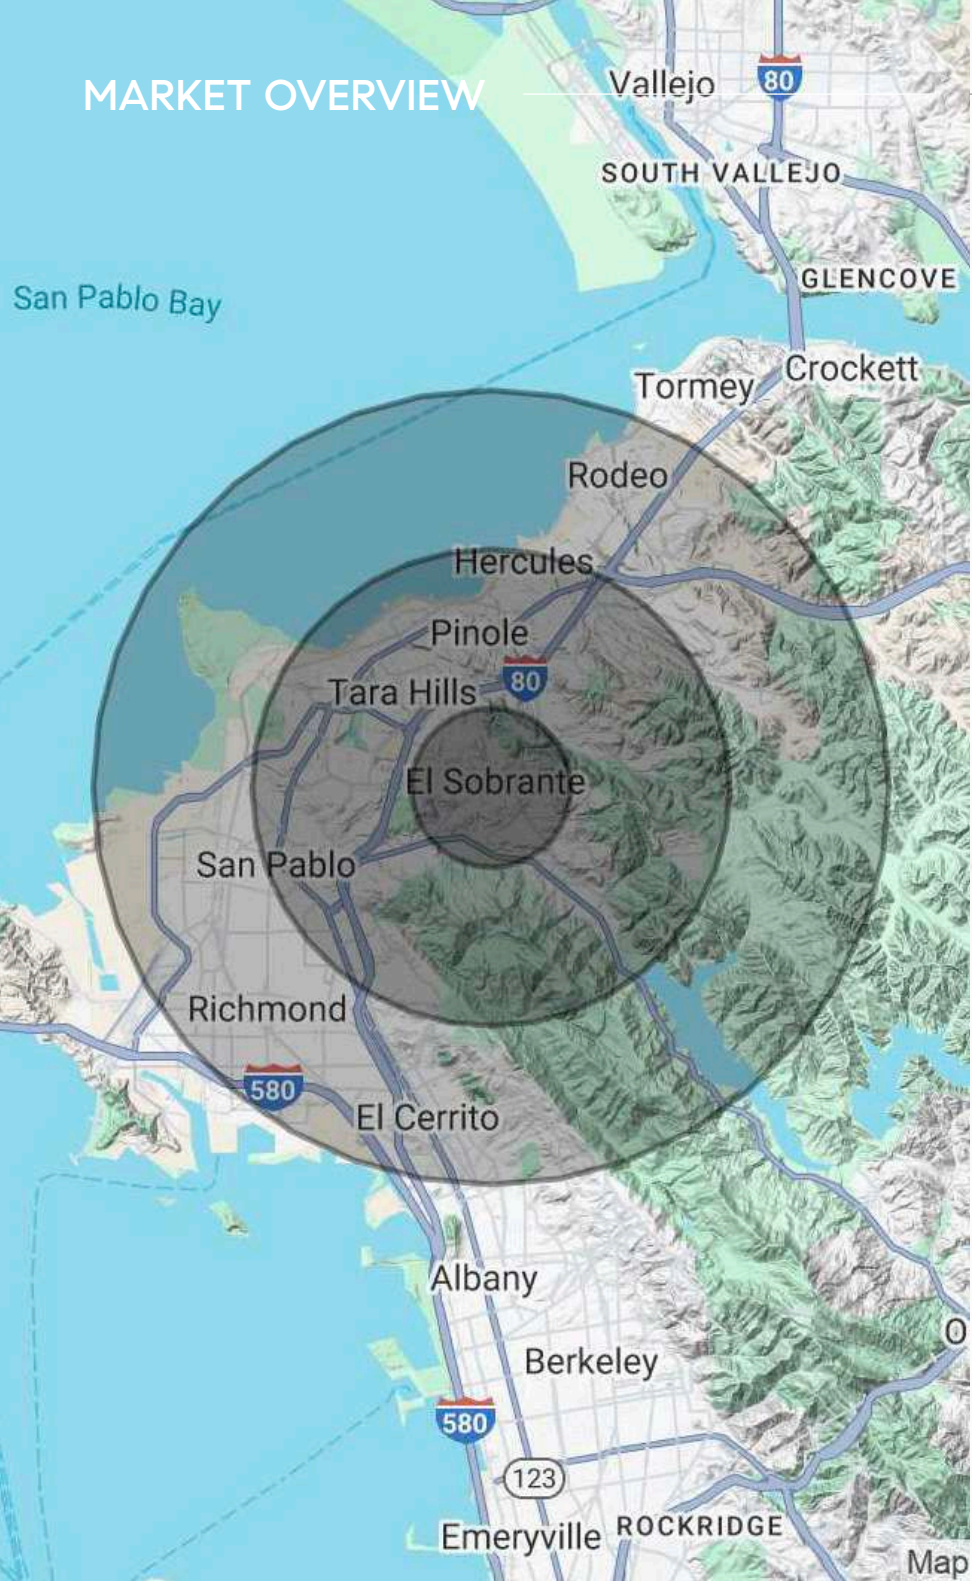 MARKET OVERVIEW
Vallejo
80
SOUTH VALLEJO
GLENCOVE
San Pablo Bay
Crockett
Tormey
Rodeo
Hercules
Pinole
80
Tara Hills
El Sobrante
San Pablo
Richmond
580
El Cerrito
Albany
O
Berkeley
580
123
ROCKRIDGE
Emeryville
Map